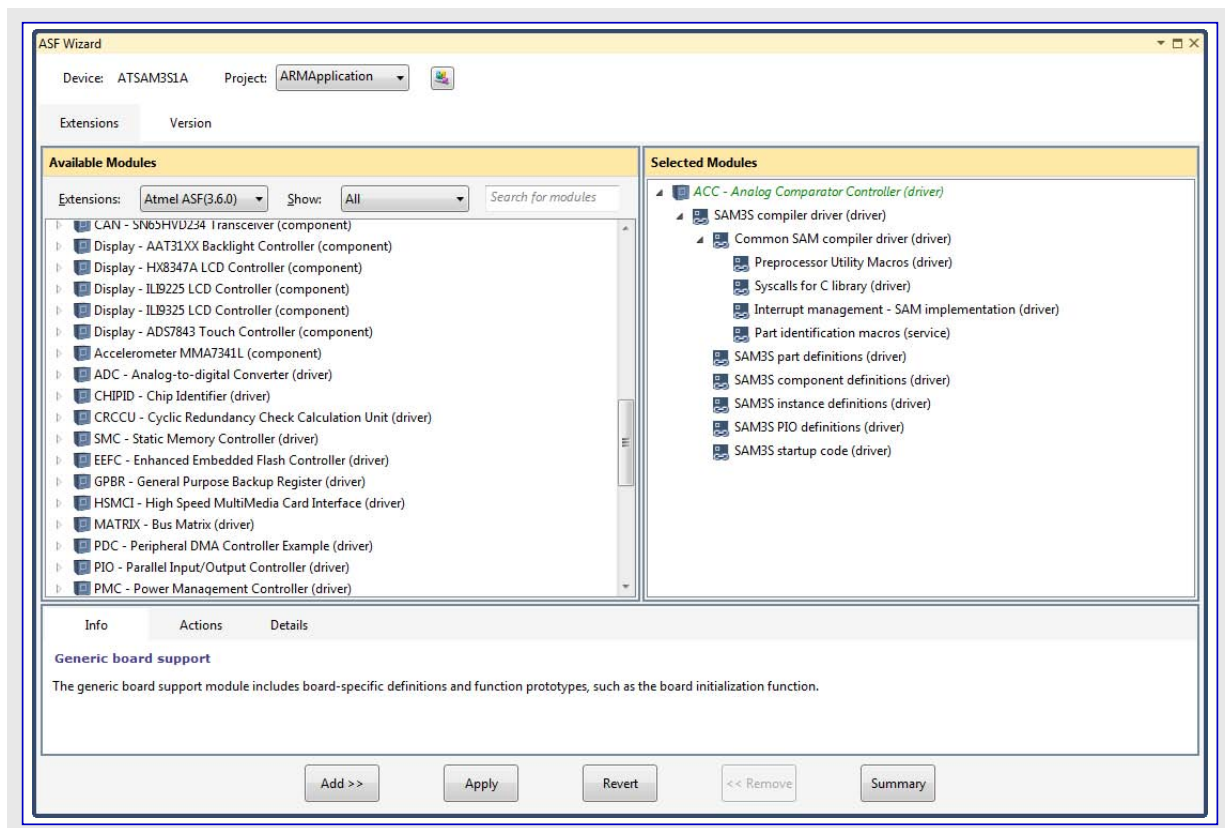 ASF Wizard
Device: ATSAM3S1A Project: ARMApplication
Extensions Version
Available Modules
Extensions: Atmel ASF(3.6.0) Show: All Search for modules
CAN - SN65HVD234 Transceiver (component)
Display - AAT31XX Backlight Controller (component)
Display - HX8347A LCD Controller (component)
Display - ILI9225 LCD Controller (component)
Display - ILI9325 LCD Controller (component)
Display - ADS7843 Touch Controller (component)
Accelerometer MMA7341L (component)
ADC - Analog-to-digital Converter (driver)
CHIPID - Chip Identifier (driver)
CRCCU - Cyclic Redundancy Check Calculation Unit (driver)
SMC - Static Memory Controller (driver)
EEFC - Enhanced Embedded Flash Controller (driver)
GPBR - General Purpose Backup Register (driver)
HSMCI - High Speed MultiMedia Card Interface (driver)
MATRIX - Bus Matrix (driver)
PDC - Peripheral DMA Controller Example (driver)
PIO - Parallel Input/Output Controller (driver)
PMC - Power Management Controller (driver)
Selected Modules
ACC - Analog Comparator Controller (driver)
SAM3S compiler driver (driver)
Common SAM compiler driver (driver)
Preprocessor Utility Macros (driver)
Syscalls for C library (driver)
Interrupt management - SAM implementation (driver)
Part identification macros (service)
SAM3S part definitions (driver)
SAM3S component definitions (driver)
SAM3S instance definitions (driver)
SAM3S PIO definitions (driver)
SAM3S startup code (driver)
Info Actions Details
Generic board support
The generic board support module includes board-specific definitions and function prototypes, such as the board initialization function.
Add >> Apply Revert << Remove Summary